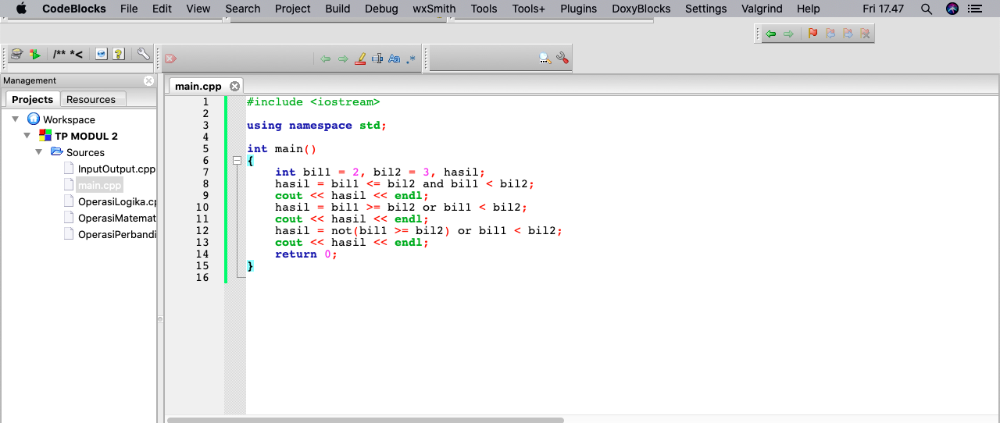 CodeBlocks File Edit View Search Project Build Debug wxSmith Tools Tools+ Plugins DoxyBlocks Settings Valgrind Help Fri 17.47
/** *<
Aa .*
Management
main.cpp
Projects Resources
Workspace
TP MODUL 2
Sources
InputOutput.cpp
main.cpp
OperasiLogika.cp
OperasiMatemat
OperasiPerbandi
1 #include <iostream>
2
3 using namespace std;
4
5 int main()
6 {
7 int bil1 = 2, bil2 = 3, hasil;
8 hasil = bil1 <= bil2 and bil1 < bil2;
9 cout << hasil << endl;
10 hasil = bil1 >= bil2 or bil1 < bil2;
11 cout << hasil << endl;
12 hasil = not(bil1 >= bil2) or bil1 < bil2;
13 cout << hasil << endl;
14 return 0;
15 }
16